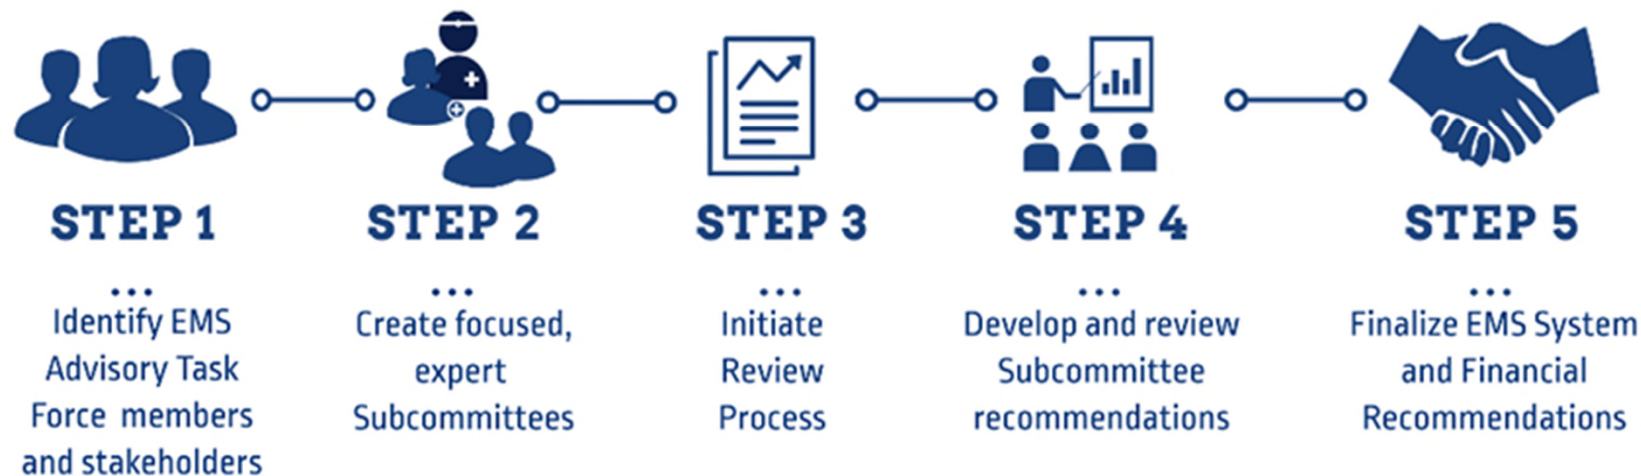 STEP 1
...
Identify EMS
Advisory Task
Force members
and stakeholders
STEP 2
...
Create focused,
expert
Subcommittees
STEP 3
...
Initiate
Review
Process
STEP 4
...
Develop and review
Subcommittee
recommendations
STEP 5
...
Finalize EMS System
and Financial
Recommendations